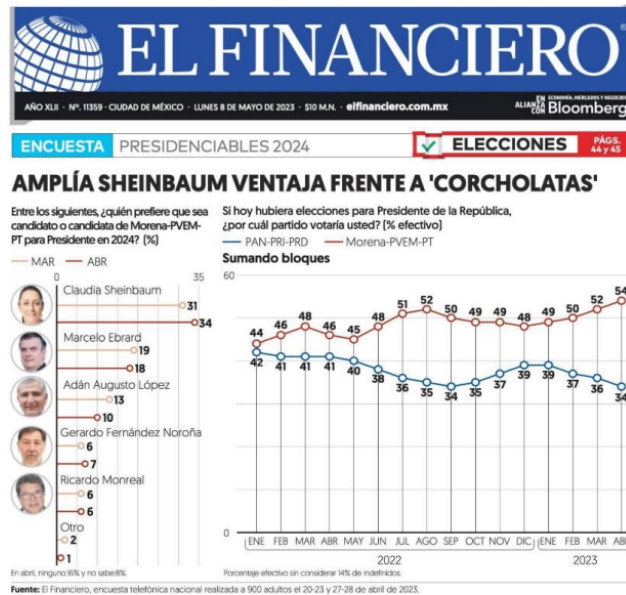 EL FINANCIERO
AÑO XLII · Nº. 11359 · CIUDAD DE MÉXICO · LUNES 8 DE MAYO DE 2023 · $10 M.N. · elfinanciero.com.mx
EN ALIANZA CON
ECONOMÍA, MERCADOS Y NEGOCIOS
Bloomberg
ENCUESTA PRESIDENCIABLES 2024
ELECCIONES
PÁGS. 44 y 45
AMPLÍA SHEINBAUM VENTAJA FRENTE A 'CORCHOLATAS'
Entre los siguientes, ¿quién prefiere que sea
candidato o candidata de Morena-PVEM-
PT para Presidente en 2024? (%)
MAR ABR
0 35
Claudia Sheinbaum
31
34
Marcelo Ebrard
19
18
Adán Augusto López
13
10
Gerardo Fernández Noroña
6
7
Ricardo Monreal
6
6
Otro
2
1
En abril, ninguno 16% y no sabe 8%.
Si hoy hubiera elecciones para Presidente de la República,
¿por cuál partido votaría usted? (% efectivo)
PAN-PRI-PRD Morena-PVEM-PT
Sumando bloques
60
44 46 48 46 45 48 51 52 50 49 49 48 49 50 52 54
42 41 41 41 40 38 36 35 34 35 37 39 39 37 36 34
0
ENE FEB MAR ABR MAY JUN JUL AGO SEP OCT NOV DIC ENE FEB MAR ABR
2022 2023
Porcentaje efectivo sin considerar 14% de indefinidos.
Fuente: El Financiero, encuesta telefónica nacional realizada a 900 adultos el 20-23 y 27-28 de abril de 2023.